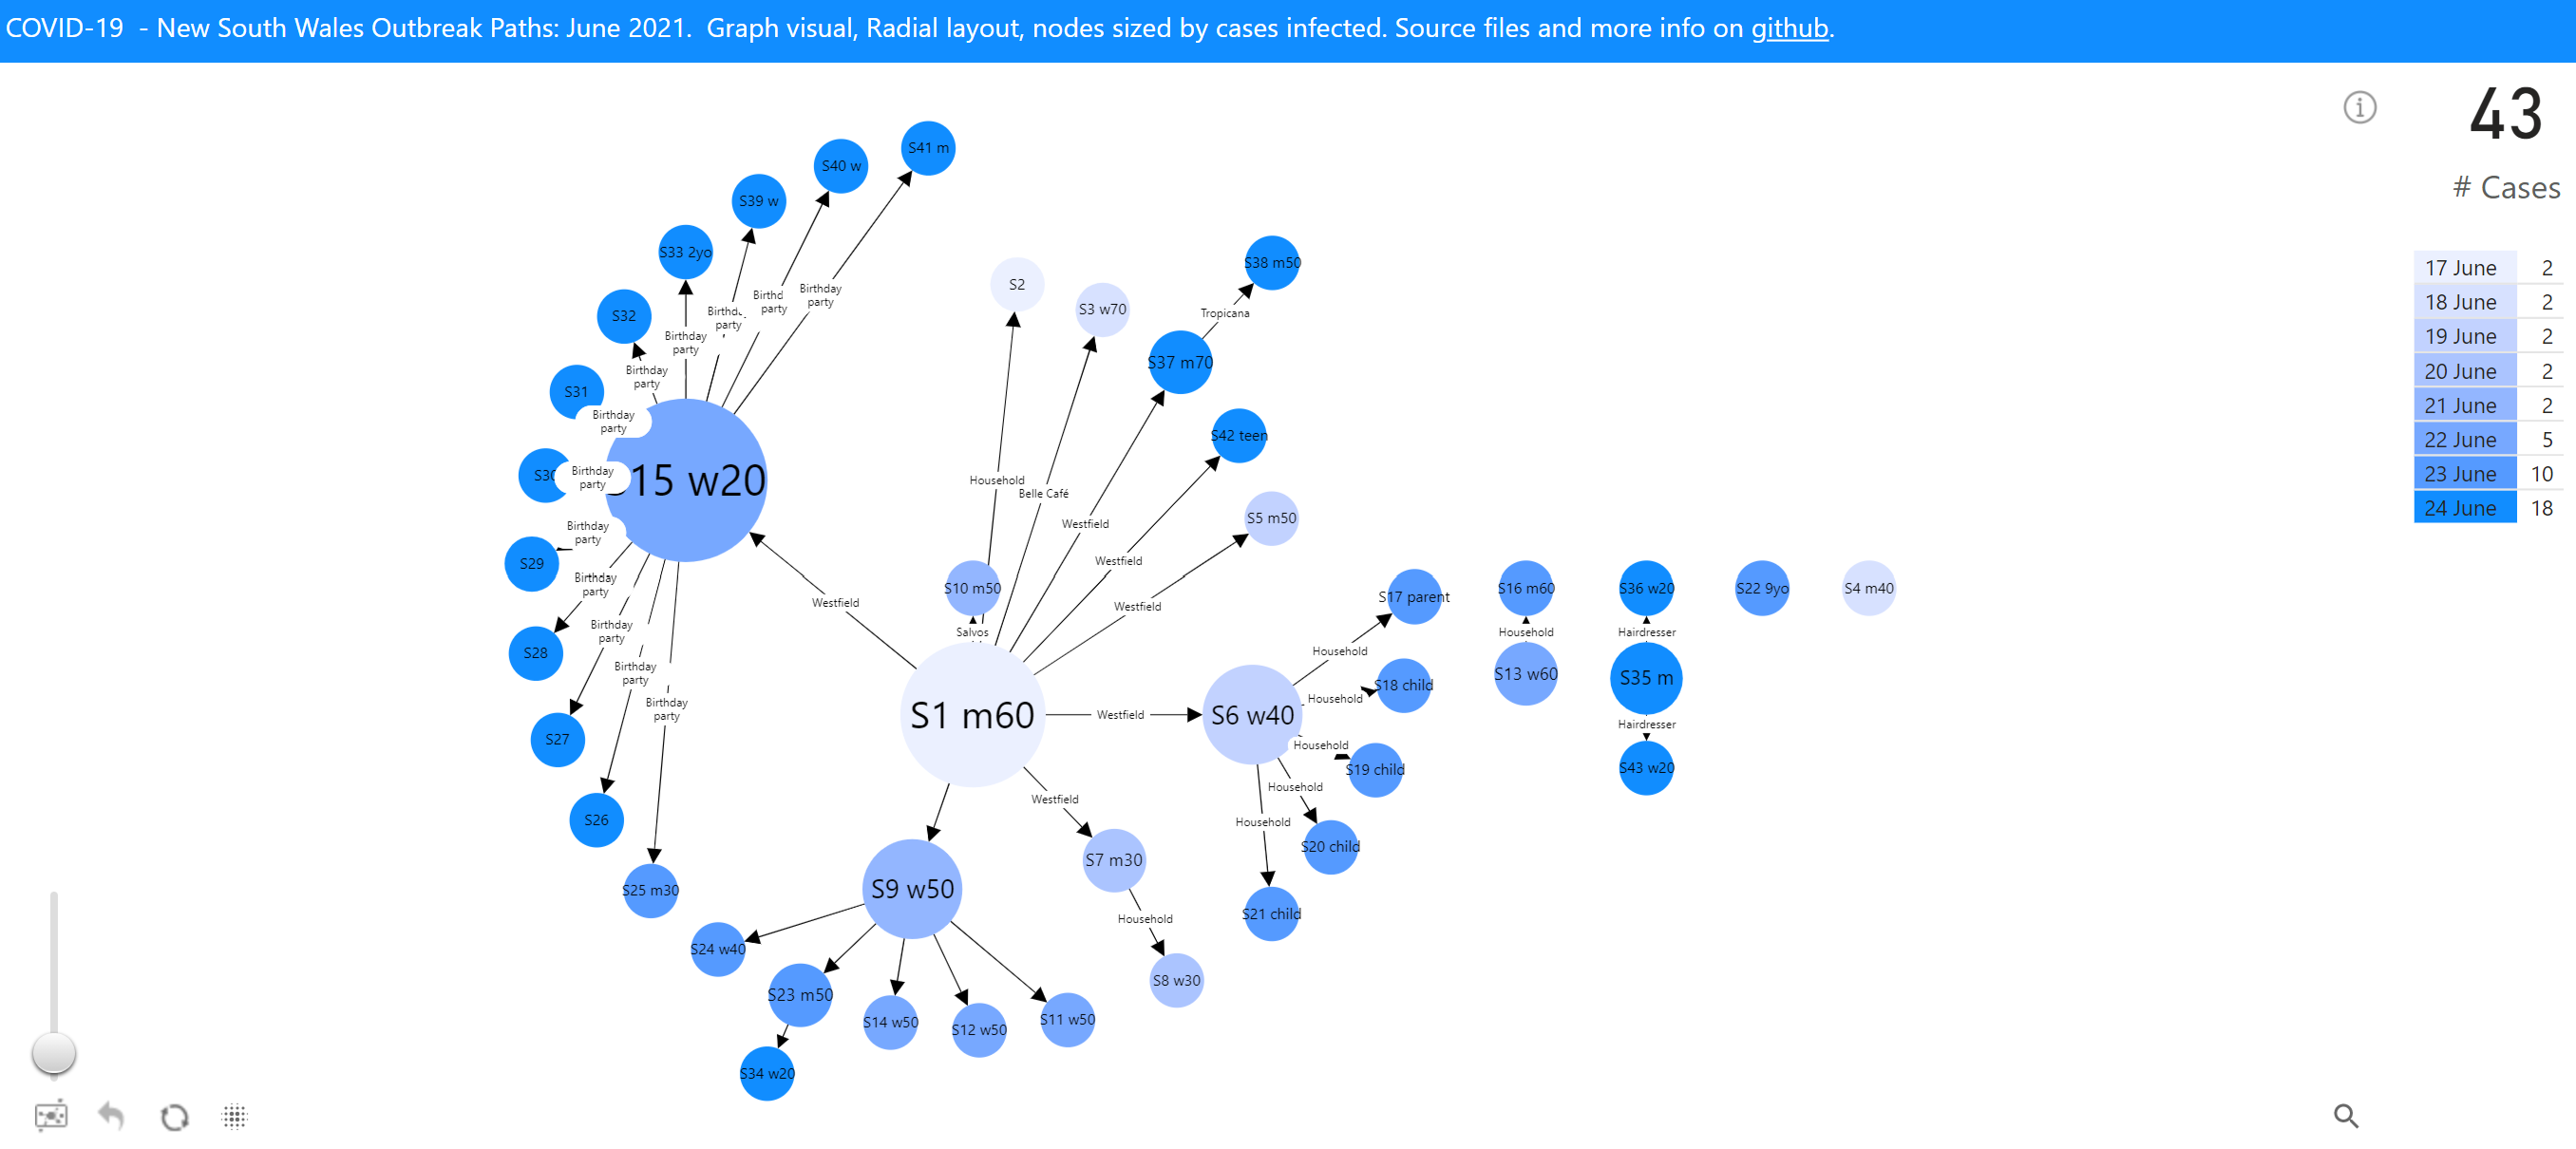 COVID-19 - New South Wales Outbreak Paths: June 2021. Graph visual, Radial layout, nodes sized by cases infected. Source files and more info on github.
43
# Cases
17 June 2
18 June 2
19 June 2
20 June 2
21 June 2
22 June 5
23 June 10
24 June 18
S41 m
S40 w
S39 w
S33 2yo
S32
S31
S29
S28
S27
S26
S25 m30
15 w20
Birthday
party
Birthd
party
party
Birthday
party
Birthday
party
Birthday
party
Birthday
party
Birthday
party
Birthday
party
Birthday
party
Birthday
party
Birthday
party
S2
S3 w70
S38 m50
Tropicana
S37 m70
S42 teen
S5 m50
Household
Belle Café
Westfield
Westfield
Westfield
Westfield
S10 m50
Salvos
S1 m60
Westfield
S6 w40
S17 parent
Household
S18 child
Household
S19 child
Household
S20 child
Household
S21 child
Household
Westfield
S7 m30
Household
S8 w30
S9 w50
S24 w40
S23 m50
S14 w50
S12 w50
S11 w50
S34 w20
S16 m60
Household
S13 w60
S36 w20
Hairdresser
S35 m
Hairdresser
S43 w20
S22 9yo
S4 m40